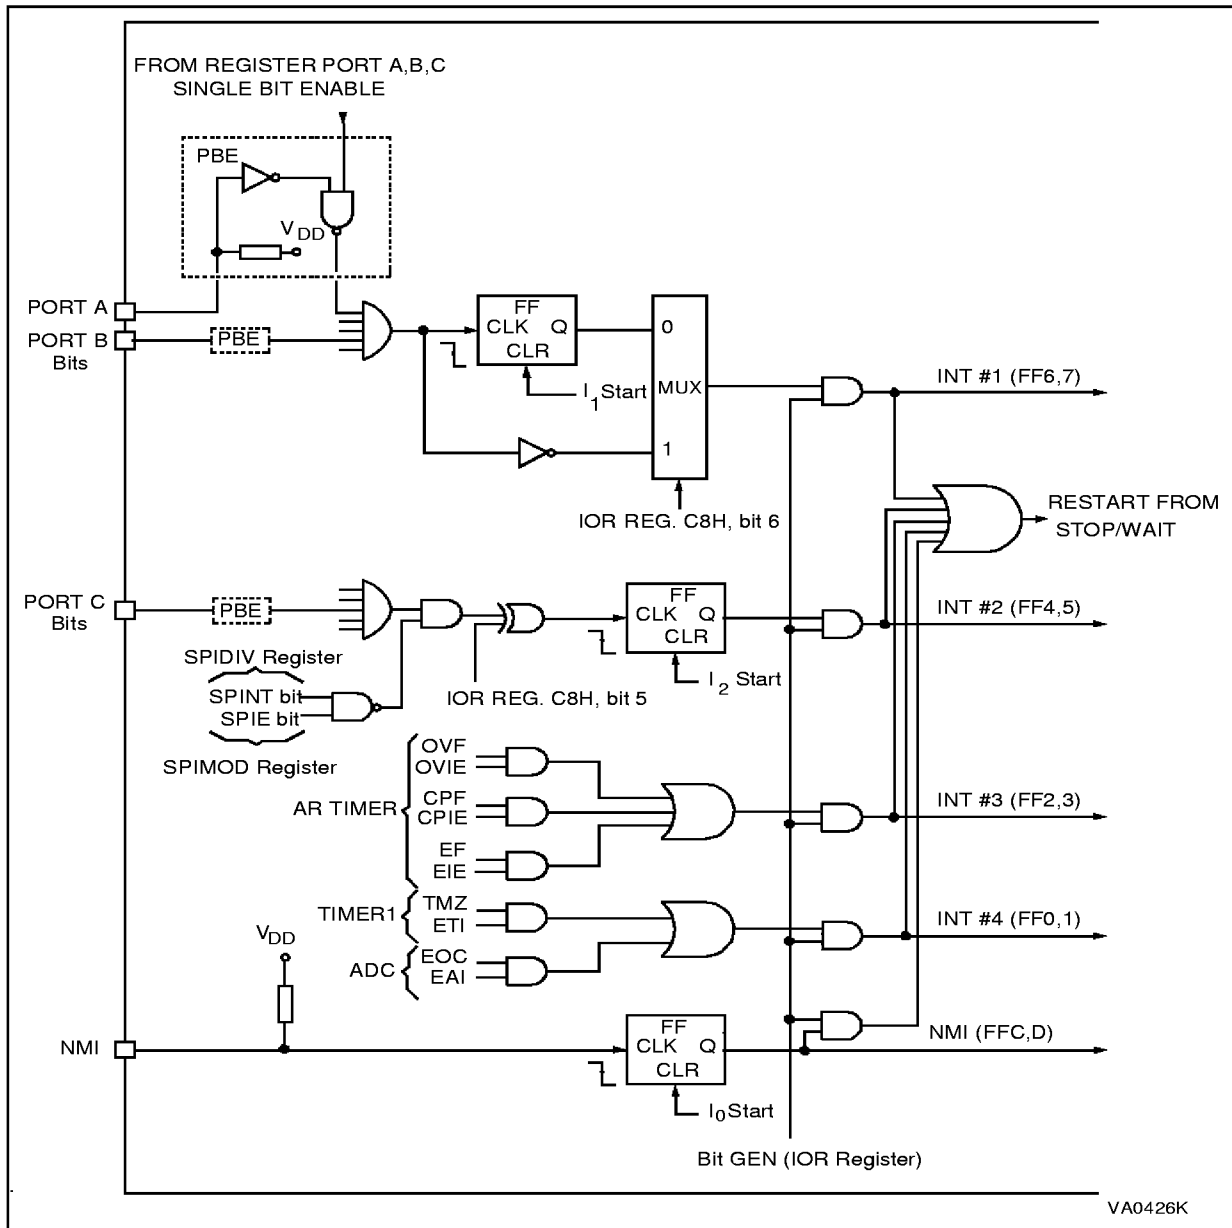 FROM REGISTER PORT A,B,C
SINGLE BIT ENABLE
PBE
VDD
PORT A
PORT B
Bits
PBE
FF
CLK Q
CLR
I1 Start
0
MUX
1
IOR REG. C8H, bit 6
INT #1 (FF6,7)
RESTART FROM
STOP/WAIT
PORT C
Bits
PBE
FF
CLK Q
CLR
I2 Start
INT #2 (FF4,5)
SPIDIV Register
SPINT bit
SPIE bit
SPIMOD Register
IOR REG. C8H, bit 5
AR TIMER
OVF
OVIE
CPF
CPIE
EF
EIE
INT #3 (FF2,3)
TIMER1
TMZ
ETI
INT #4 (FF0,1)
VDD
ADC
EOC
EAI
NMI
FF
CLK Q
CLR
I0 Start
NMI (FFC,D)
Bit GEN (IOR Register)
VA0426K